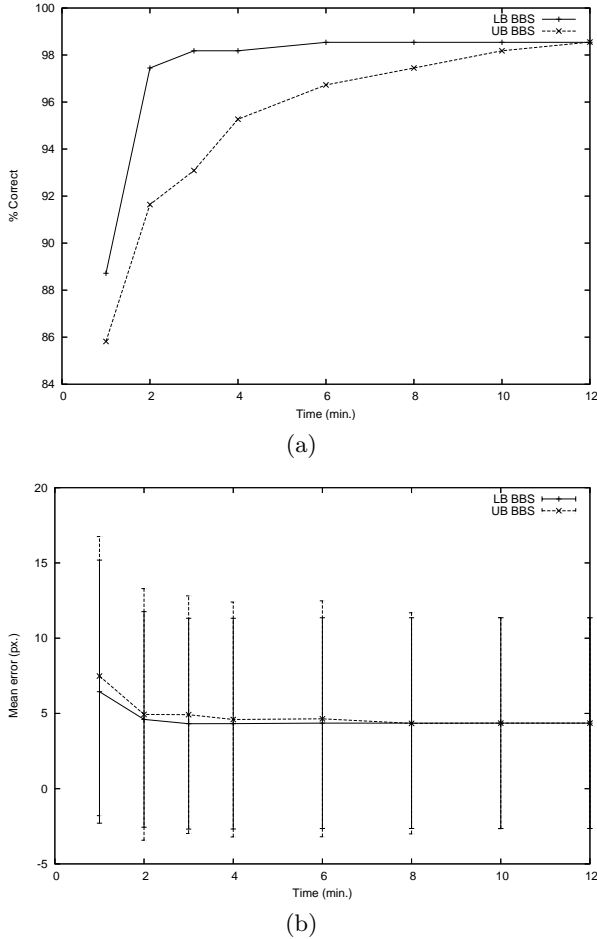 100
98
96
94
92
90
88
86
84
% Correct
LB BBS
UB BBS
0 2 4 6 8 10 12
Time (min.)
(a)
20
15
10
5
0
-5
Mean error (px.)
LB BBS
UB BBS
0 2 4 6 8 10 12
Time (min.)
(b)